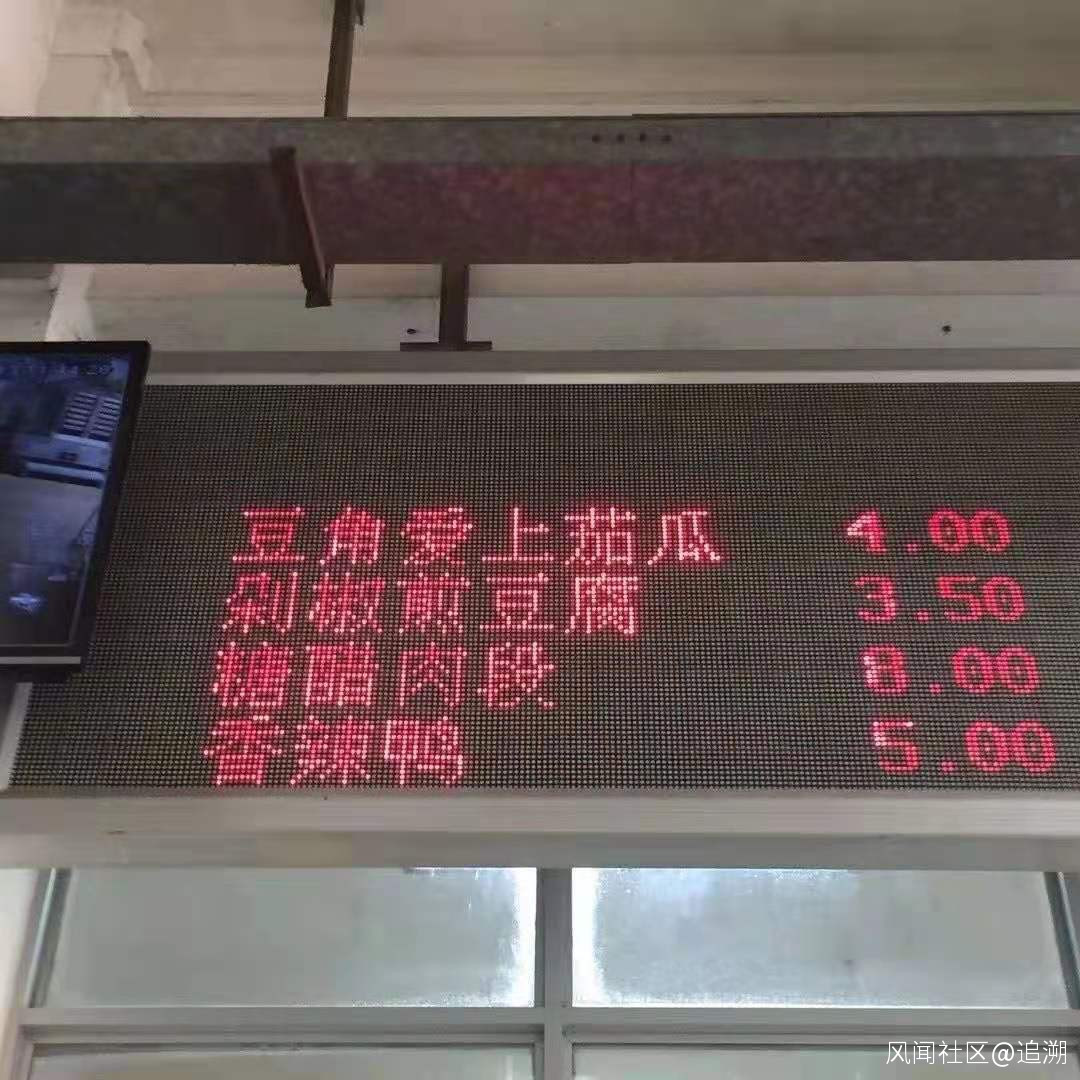 豆角爱上茄瓜 4.00
剁椒煎豆腐 3.50
糖醋肉段 8.00
香辣鸭 5.00
风闻社区@追溯